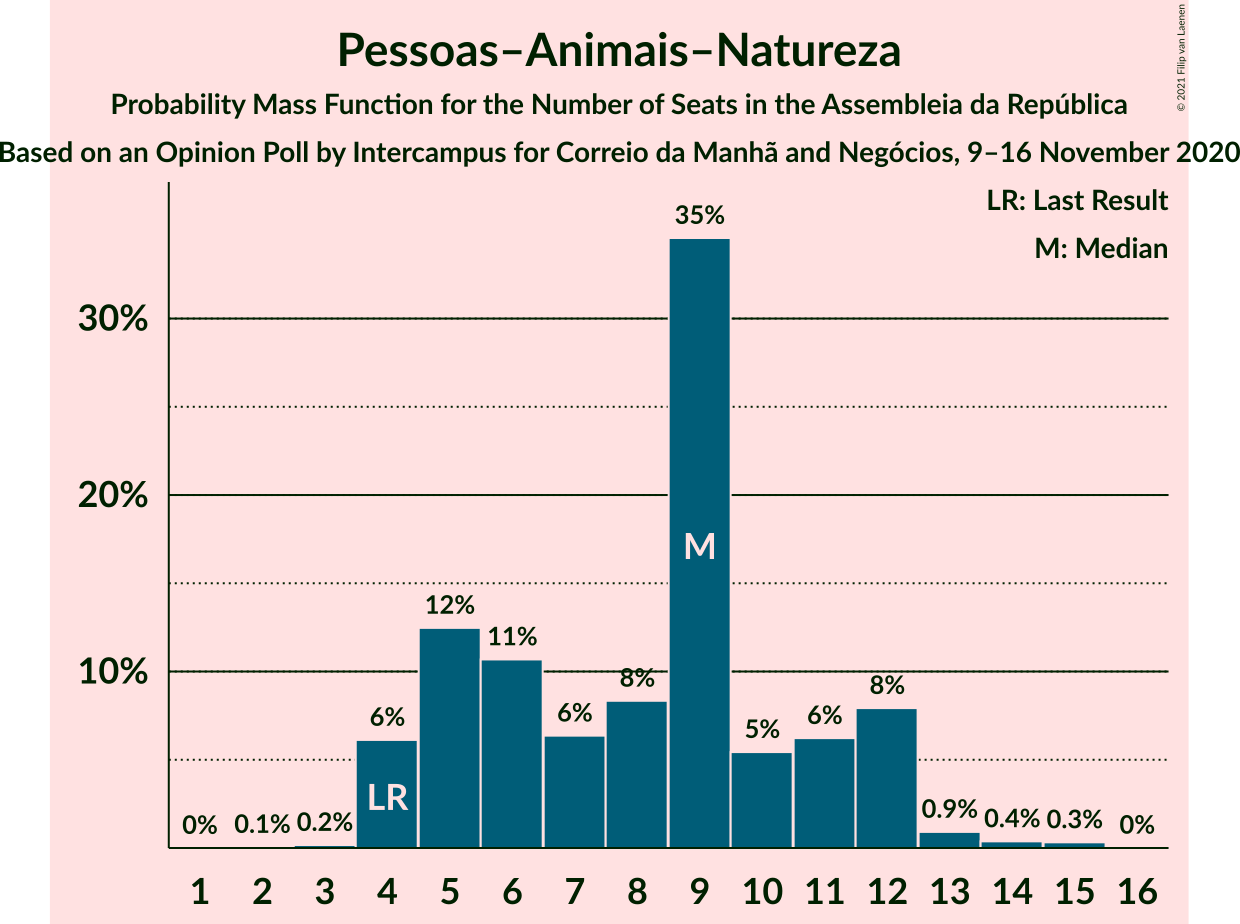 Pessoas–Animais–Natureza
Probability Mass Function for the Number of Seats in the Assembleia da República
Based on an Opinion Poll by Intercampus for Correio da Manhã and Negócios, 9–16 November 2020
© 2021 Filip van Laenen
LR: Last Result
M: Median
35%
30%
20%
M
12%
11%
10%
8%
8%
6%
6%
5%
6%
LR
0%
0.1%
0.2%
0.9%
0.4%
0.3%
0%
1 2 3 4 5 6 7 8 9 10 11 12 13 14 15 16